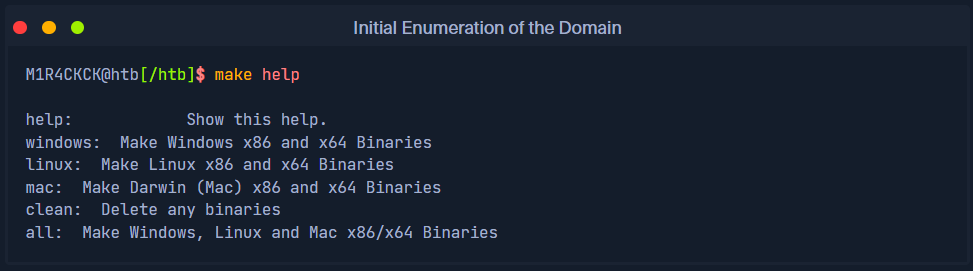 Initial Enumeration of the Domain
M1R4CKCK@htb[/htb]$ make help
help:            Show this help.
windows:  Make Windows x86 and x64 Binaries
linux:  Make Linux x86 and x64 Binaries
mac:  Make Darwin (Mac) x86 and x64 Binaries
clean:  Delete any binaries
all:  Make Windows, Linux and Mac x86/x64 Binaries